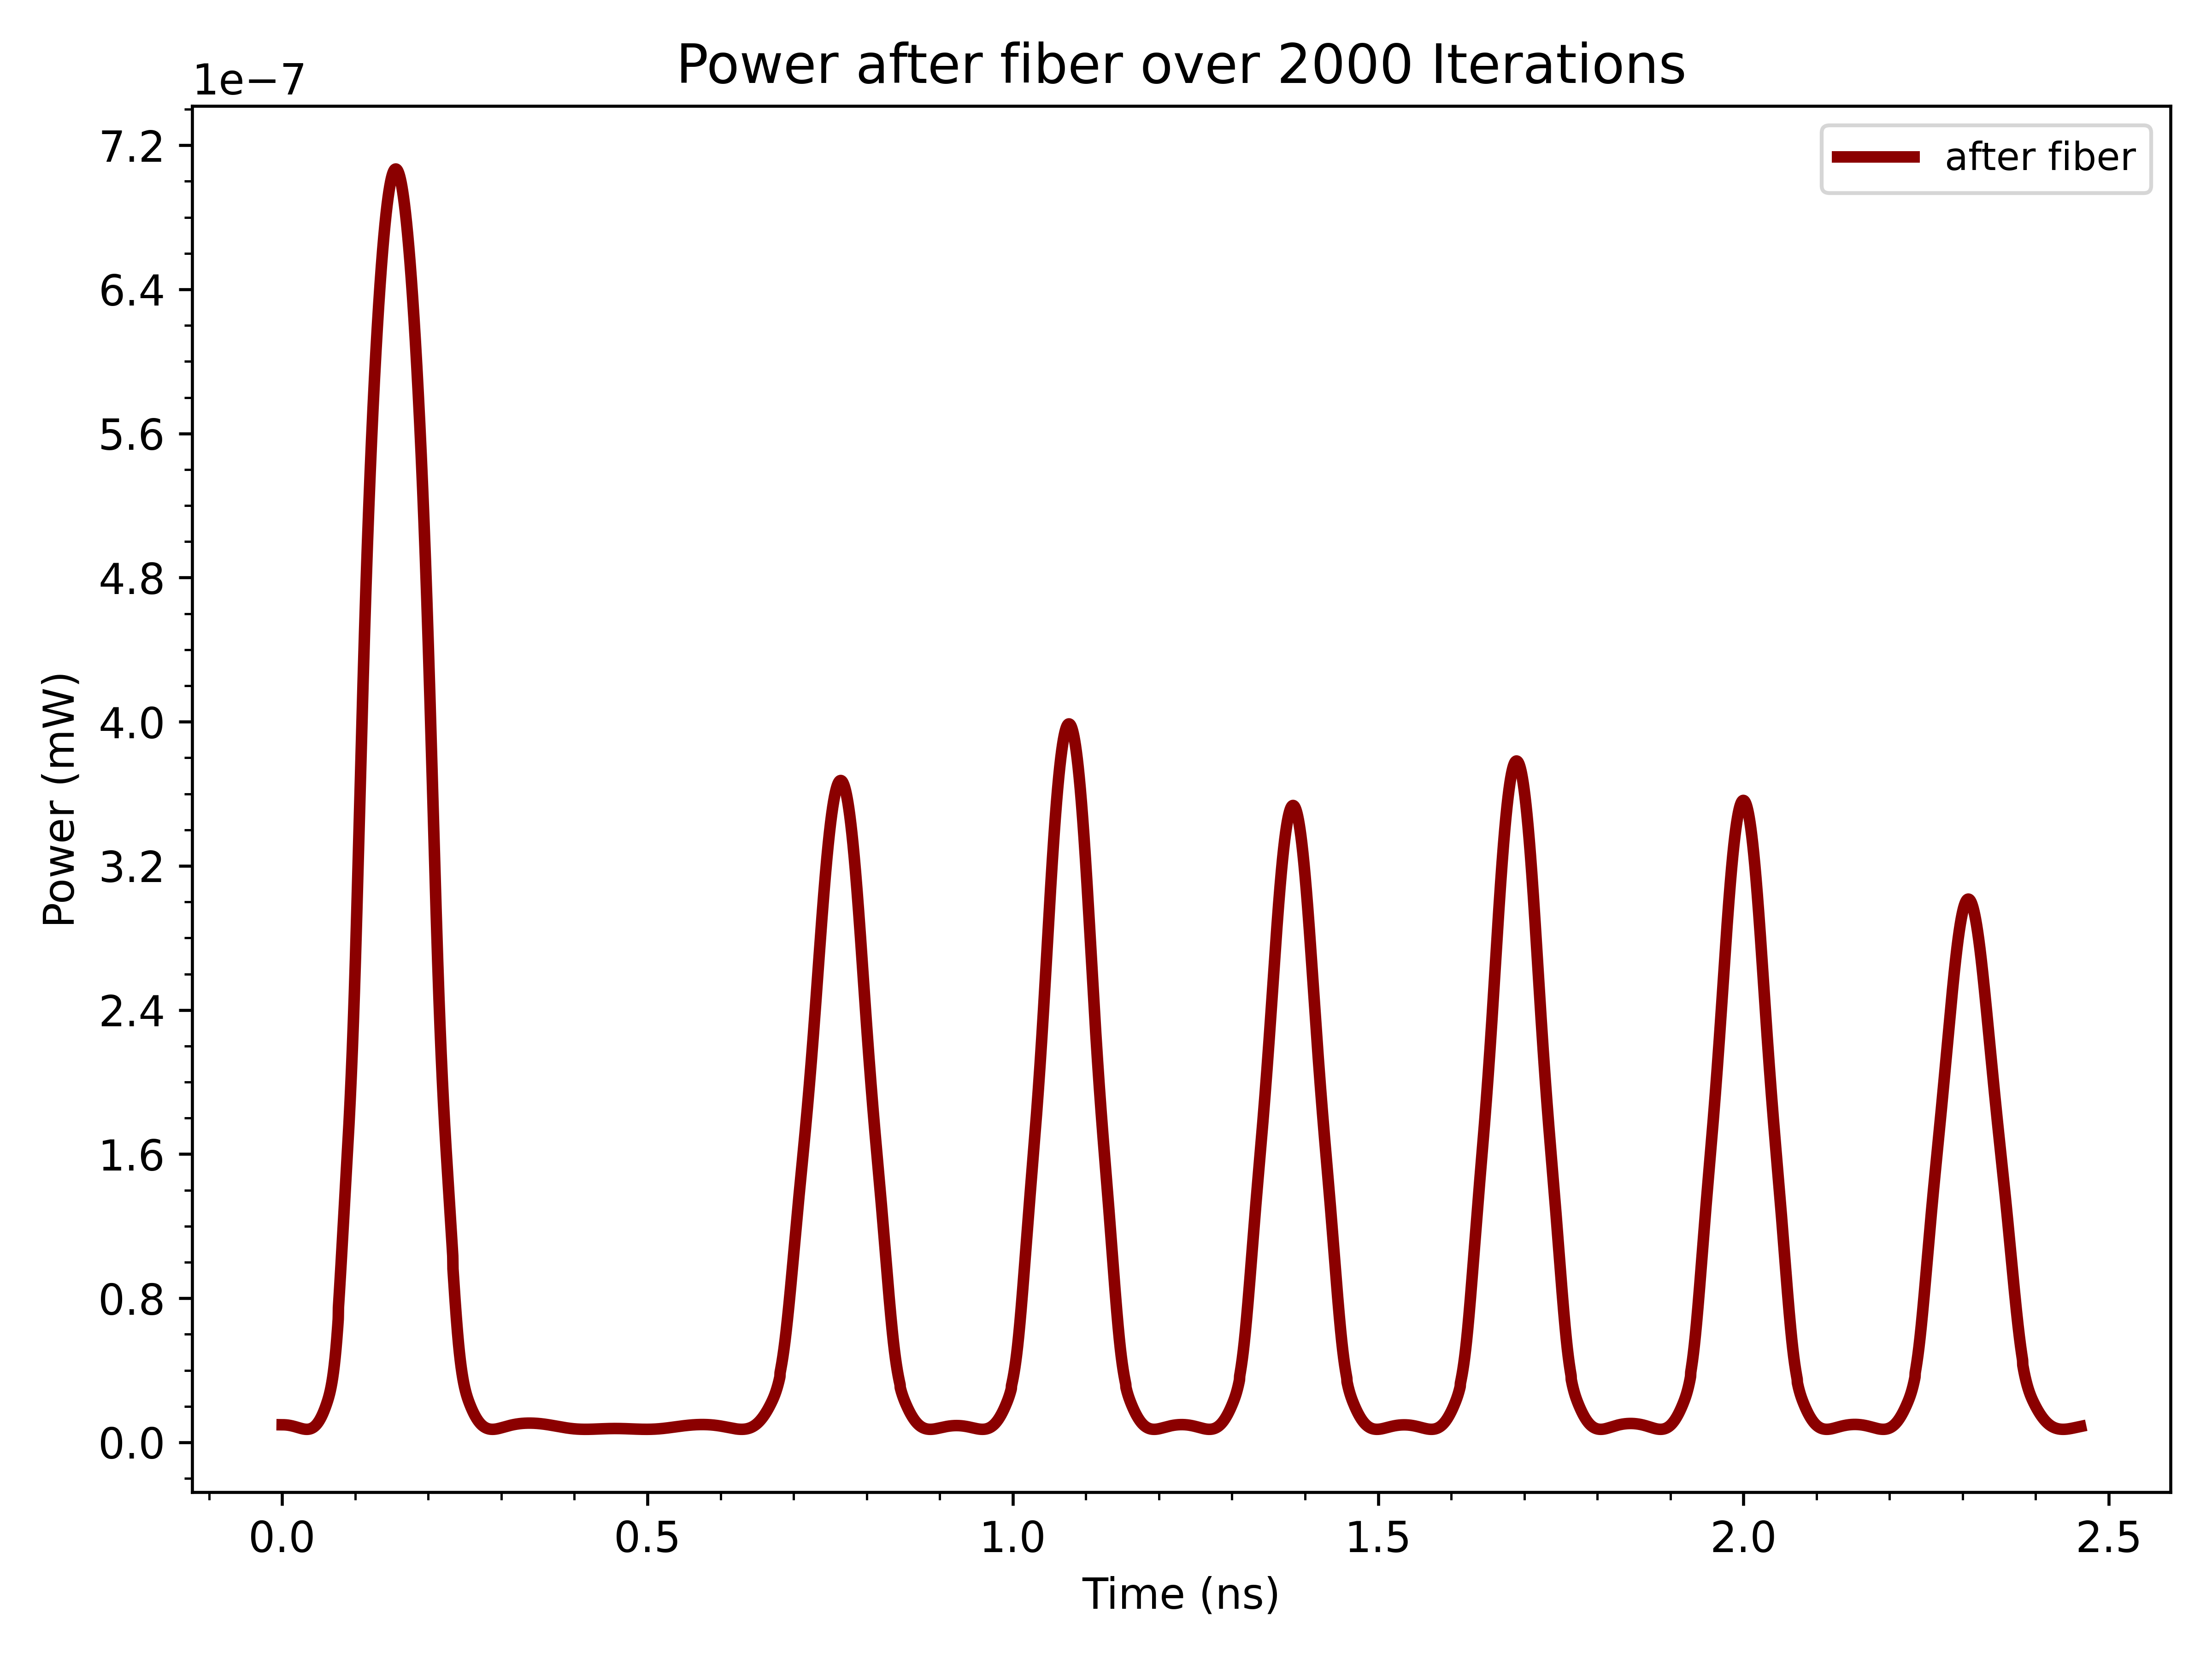 Power after fiber over 2000 Iterations
1e−7
after fiber
7.2
6.4
5.6
4.8
4.0
3.2
2.4
1.6
0.8
0.0
Power (mW)
0.0 0.5 1.0 1.5 2.0 2.5
Time (ns)